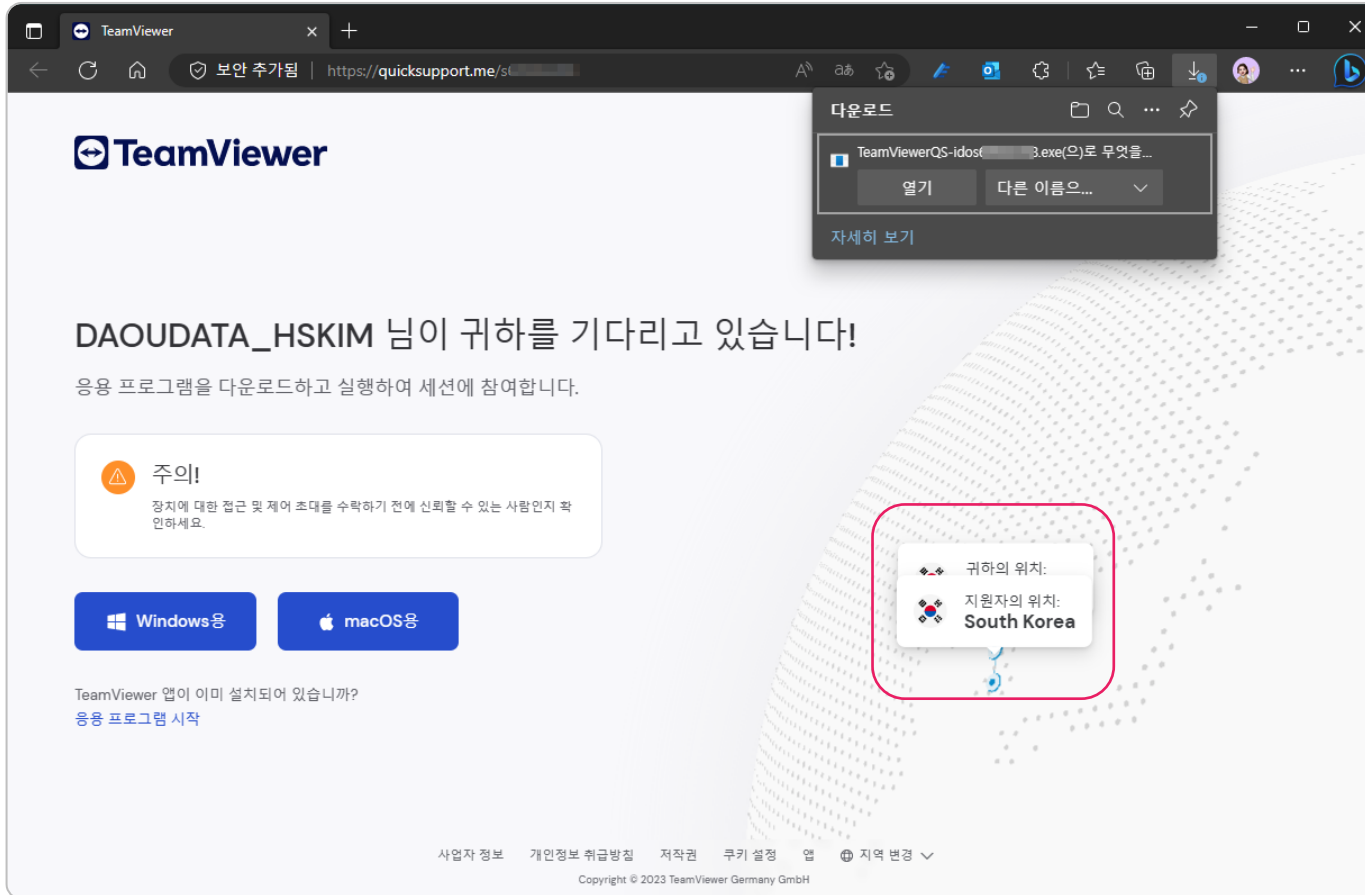 TeamViewer
보안 추가됨 https://quicksupport.me/s
다운로드
TeamViewerQS-idos 3.exe(으)로 무엇을...
열기 다른 이름으...
자세히 보기
TeamViewer
DAOUDATA_HSKIM 님이 귀하를 기다리고 있습니다!
응용 프로그램을 다운로드하고 실행하여 세션에 참여합니다.
주의!
장치에 대한 접근 및 제어 초대를 수락하기 전에 신뢰할 수 있는 사람인지 확
인하세요.
Windows용 macOS용
귀하의 위치:
지원자의 위치:
South Korea
TeamViewer 앱이 이미 설치되어 있습니까?
응용 프로그램 시작
사업자 정보 개인정보 취급방침 저작권 쿠키 설정 앱 지역 변경
Copyright © 2023 TeamViewer Germany GmbH